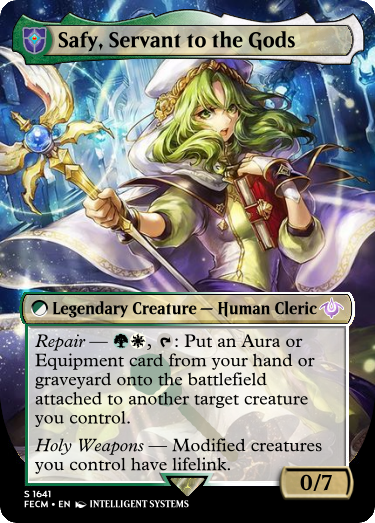 Safy, Servant to the Gods
Legendary Creature — Human Cleric
Repair — , : Put an Aura or
Equipment card from your hand or
graveyard onto the battlefield
attached to another target creature
you control.
Holy Weapons — Modified creatures
you control have lifelink.
0/7
S 1641
FECM • EN INTELLIGENT SYSTEMS